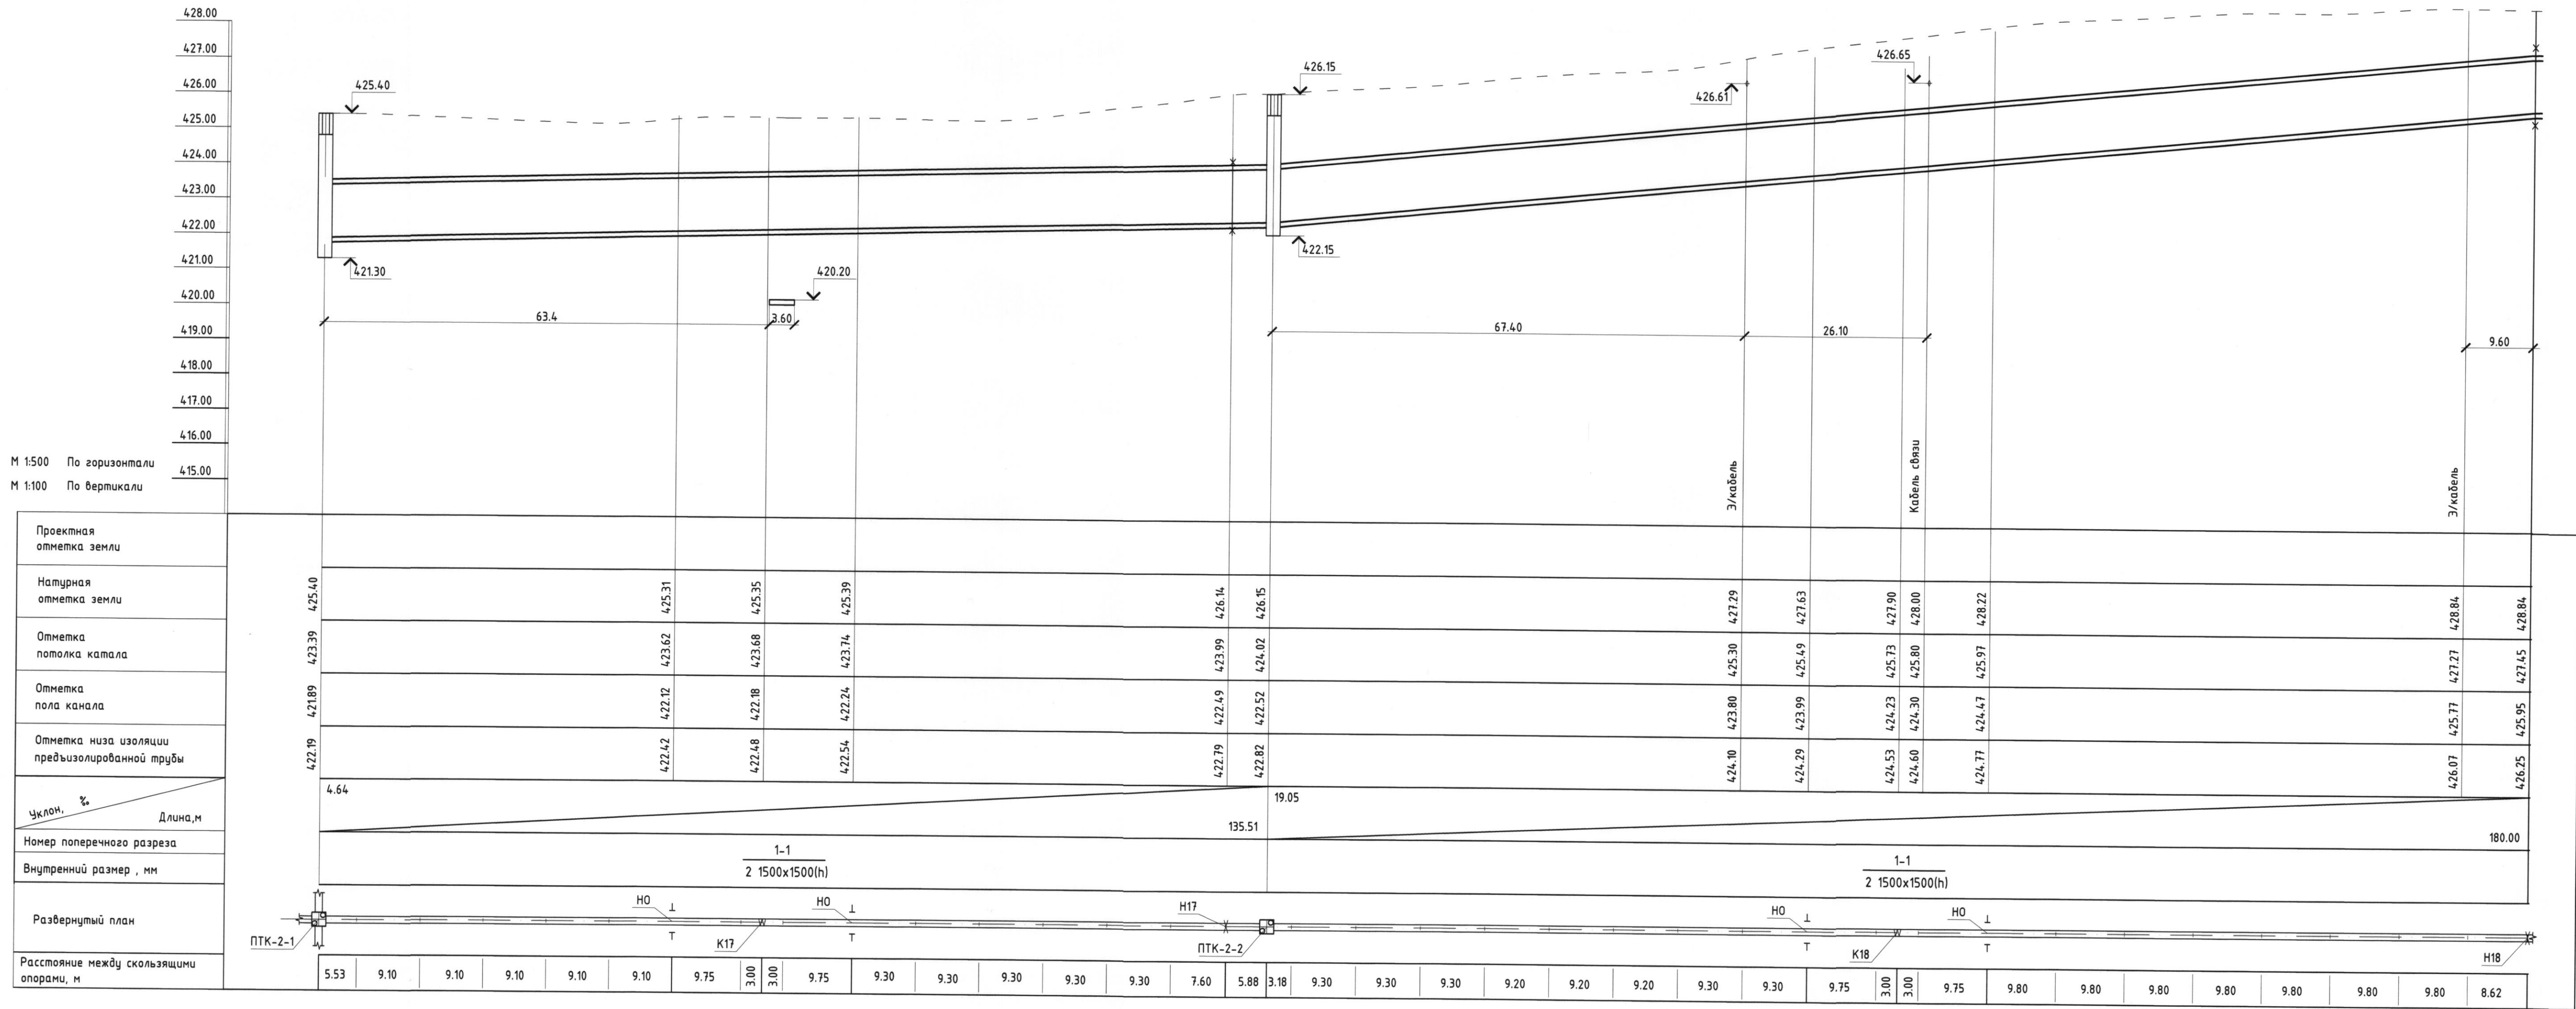 428.00
427.00
426.00
425.00
424.00
423.00
422.00
421.00
420.00
419.00
418.00
417.00
416.00
415.00
М 1:500 По горизонтали
М 1:100 По вертикали
425.40
421.30
420.20
63.4
3.60
426.15
422.15
67.40
26.10
9.60
426.61
426.65
Э/кабель
Кабель связи
Э/кабель
Проектная
отметка земли
Натурная
отметка земли
425.40 425.31 425.35 425.39 426.14 426.15 427.29 427.63 427.90 428.00 428.22 428.84 428.84
Отметка
потолка катала
423.39 423.62 423.68 423.74 423.99 424.02 425.30 425.49 425.73 425.80 425.97 427.27 427.45
Отметка
пола канала
421.89 422.12 422.18 422.24 422.49 422.52 423.80 423.99 424.23 424.30 424.47 425.77 425.95
Отметка низа изоляции
предъизолированной трубы
422.19 422.42 422.48 422.54 422.79 422.82 424.10 424.29 424.53 424.60 424.77 426.07 426.25
Уклон, ‰
Длина,м
4.64
135.51
19.05
180.00
Номер поперечного разреза
1-1
1-1
Внутренний размер , мм
2 1500х1500(h)
2 1500х1500(h)
Развернутый план
ПТК-2-1
НО
К17
НО
Н17
ПТК-2-2
НО
К18
НО
Н18
Расстояние между скользящими
опорами, м
5.53 9.10 9.10 9.10 9.10 9.10 9.75 3.00 3.00 9.75 9.30 9.30 9.30 9.30 9.30 7.60 5.88 3.18 9.30 9.30 9.30 9.20 9.20 9.20 9.30 9.30 9.75 3.00 3.00 9.75 9.80 9.80 9.80 9.80 9.80 9.80 9.80 8.62